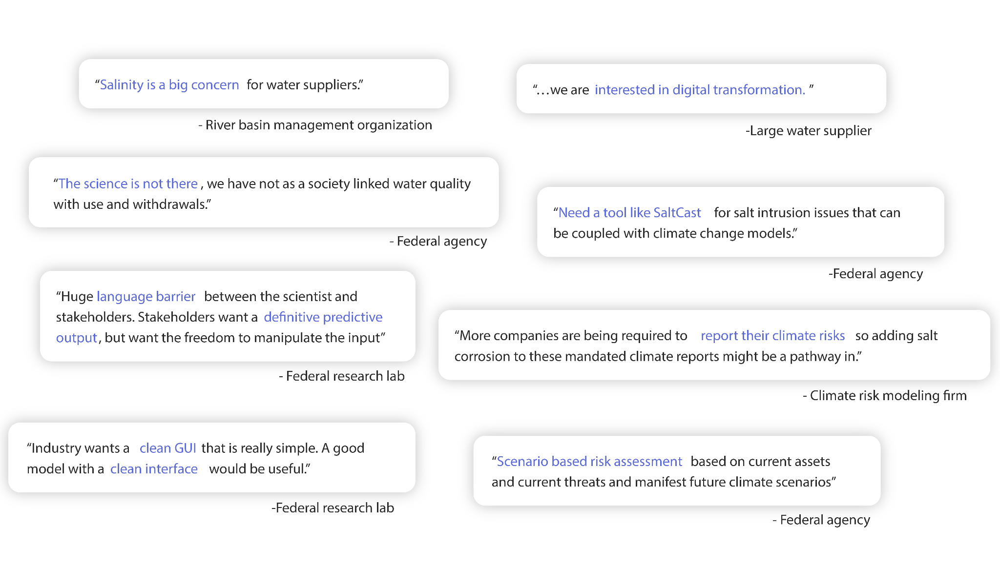 “Salinity is a big concern for water suppliers.”
- River basin management organization
“…we are interested in digital transformation. ”
-Large water supplier
“The science is not there , we have not as a society linked water quality
with use and withdrawals.”
- Federal agency
“Need a tool like SaltCast for salt intrusion issues that can
be coupled with climate change models.”
-Federal agency
“Huge language barrier between the scientist and
stakeholders. Stakeholders want a definitive predictive
output, but want the freedom to manipulate the input”
- Federal research lab
“More companies are being required to report their climate risks so adding salt
corrosion to these mandated climate reports might be a pathway in.”
- Climate risk modeling firm
“Industry wants a clean GUI that is really simple. A good
model with a clean interface would be useful.”
-Federal research lab
“Scenario based risk assessment based on current assets
and current threats and manifest future climate scenarios”
- Federal agency